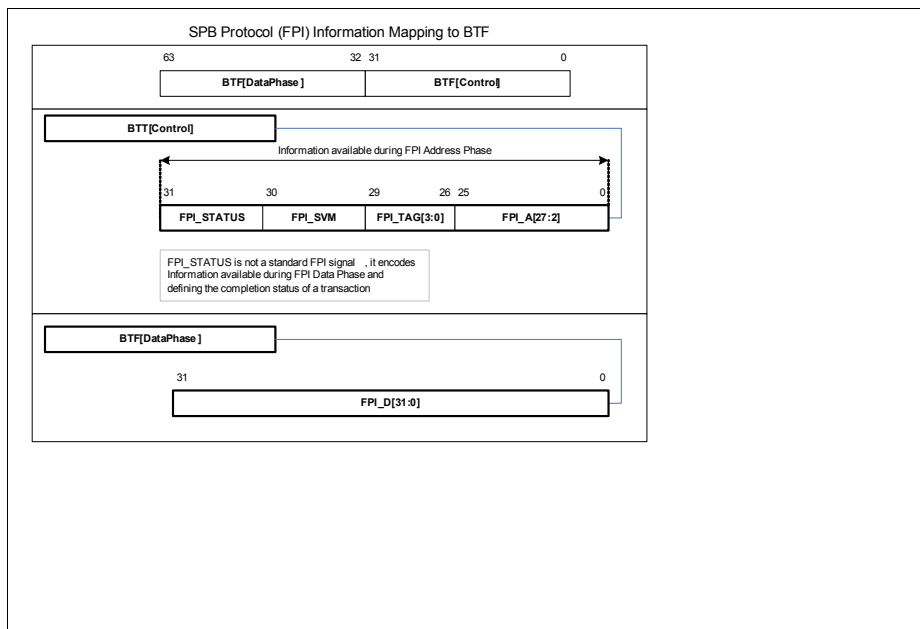 SPB Protocol (FPI) Information Mapping to BTF
63 32 31 0
BTF[DataPhase] BTF[Control]
BTT[Control]
Information available during FPI Address Phase
31 30 29 26 25 0
FPI_STATUS FPI_SVM FPI_TAG[3:0] FPI_A[27:2]
FPI_STATUS is not a standard FPI signal , it encodes
Information available during FPI Data Phase and
defining the completion status of a transaction
BTF[DataPhase]
31 0
FPI_D[31:0]